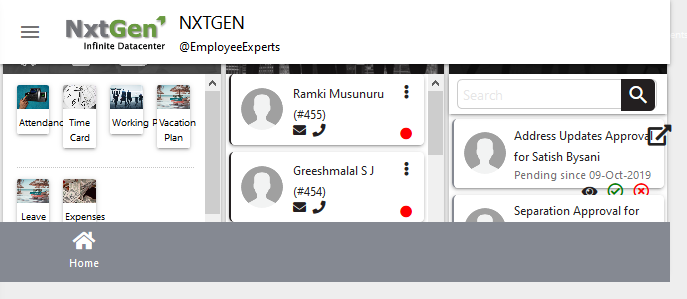 NxtGen
Infinite Datacenter
NXTGEN
@EmployeeExperts
Attendanc
Time
Card
Working P
Vacation
Plan
Leave
Expenses
Ramki Musunuru
(#455)
Greeshmalal S J
(#454)
Search
Address Updates Approval
for Satish Bysani
Pending since 09-Oct-2019
Separation Approval for
Home